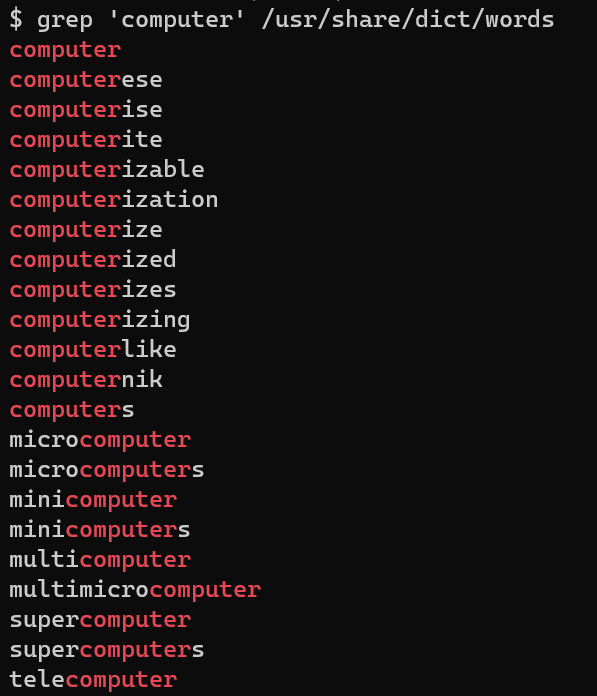 $ grep 'computer' /usr/share/dict/words
computer
computerese
computerise
computerite
computerizable
computerization
computerize
computerized
computerizes
computerizing
computerlike
computernik
computers
microcomputer
microcomputers
minicomputer
minicomputers
multicomputer
multimicrocomputer
supercomputer
supercomputers
telecomputer